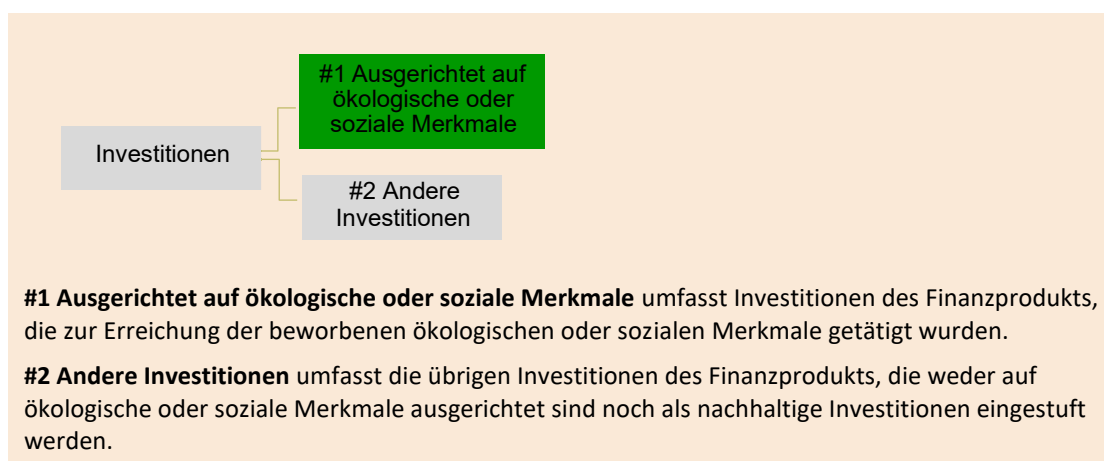 #1 Ausgerichtet auf
ökologische oder
soziale Merkmale
Investitionen
#2 Andere
Investitionen
#1 Ausgerichtet auf ökologische oder soziale Merkmale umfasst Investitionen des Finanzprodukts,
die zur Erreichung der beworbenen ökologischen oder sozialen Merkmale getätigt wurden.
#2 Andere Investitionen umfasst die übrigen Investitionen des Finanzprodukts, die weder auf
ökologische oder soziale Merkmale ausgerichtet sind noch als nachhaltige Investitionen eingestuft
werden.